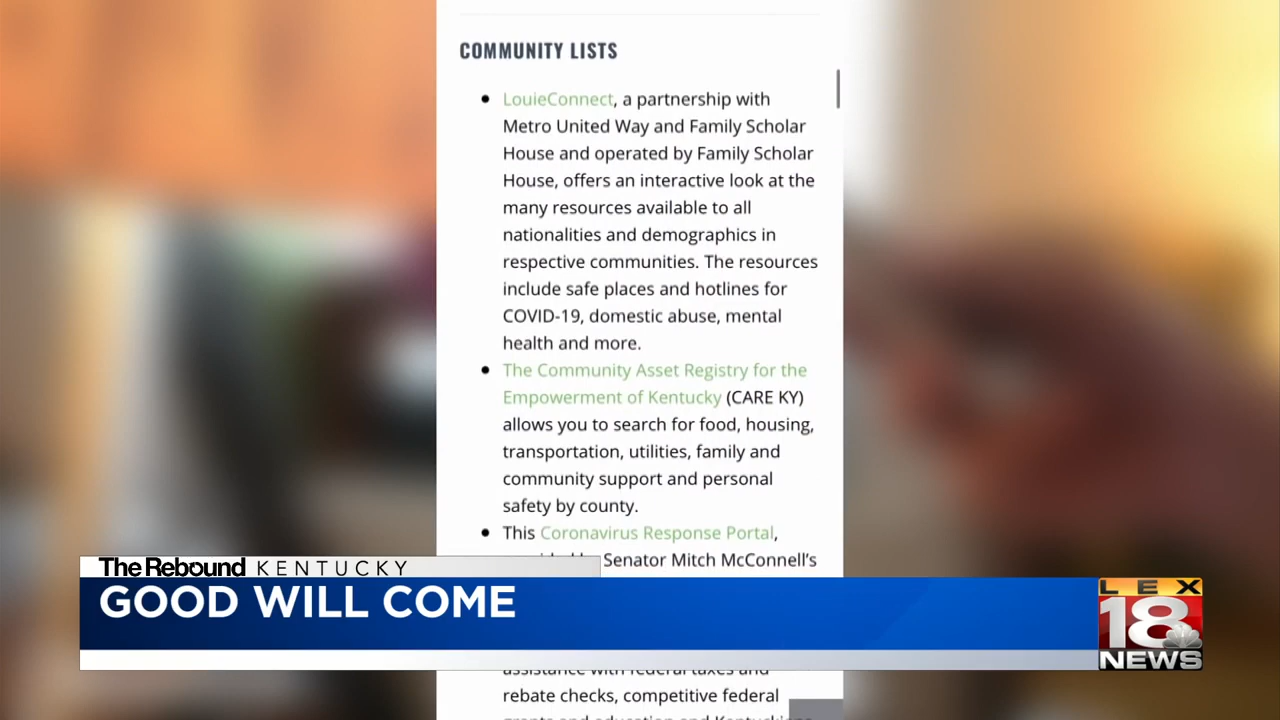 COMMUNITY LISTS
LouieConnect, a partnership with
Metro United Way and Family Scholar
House and operated by Family Scholar
House, offers an interactive look at the
many resources available to all
nationalities and demographics in
respective communities. The resources
include safe places and hotlines for
COVID-19, domestic abuse, mental
health and more.
The Community Asset Registry for the
Empowerment of Kentucky (CARE KY)
allows you to search for food, housing,
transportation, utilities, family and
community support and personal
safety by county.
This Coronavirus Response Portal,
Senator Mitch McConnell's
The Rebound KENTUCKY
GOOD WILL COME
LEX
18
NEWS
assistance with federal taxes and
rebate checks, competitive federal